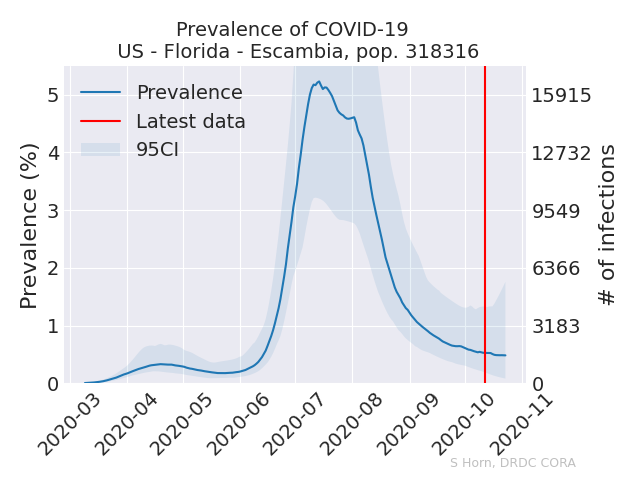 Prevalence of COVID-19
US - Florida - Escambia, pop. 318316
Prevalence
Latest data
95CI
Prevalence (%)
5
4
3
2
1
0
15915
12732
9549
6366
3183
0
# of infections
2020-03
2020-04
2020-05
2020-06
2020-07
2020-08
2020-09
2020-10
2020-11
S Horn, DRDC CORA